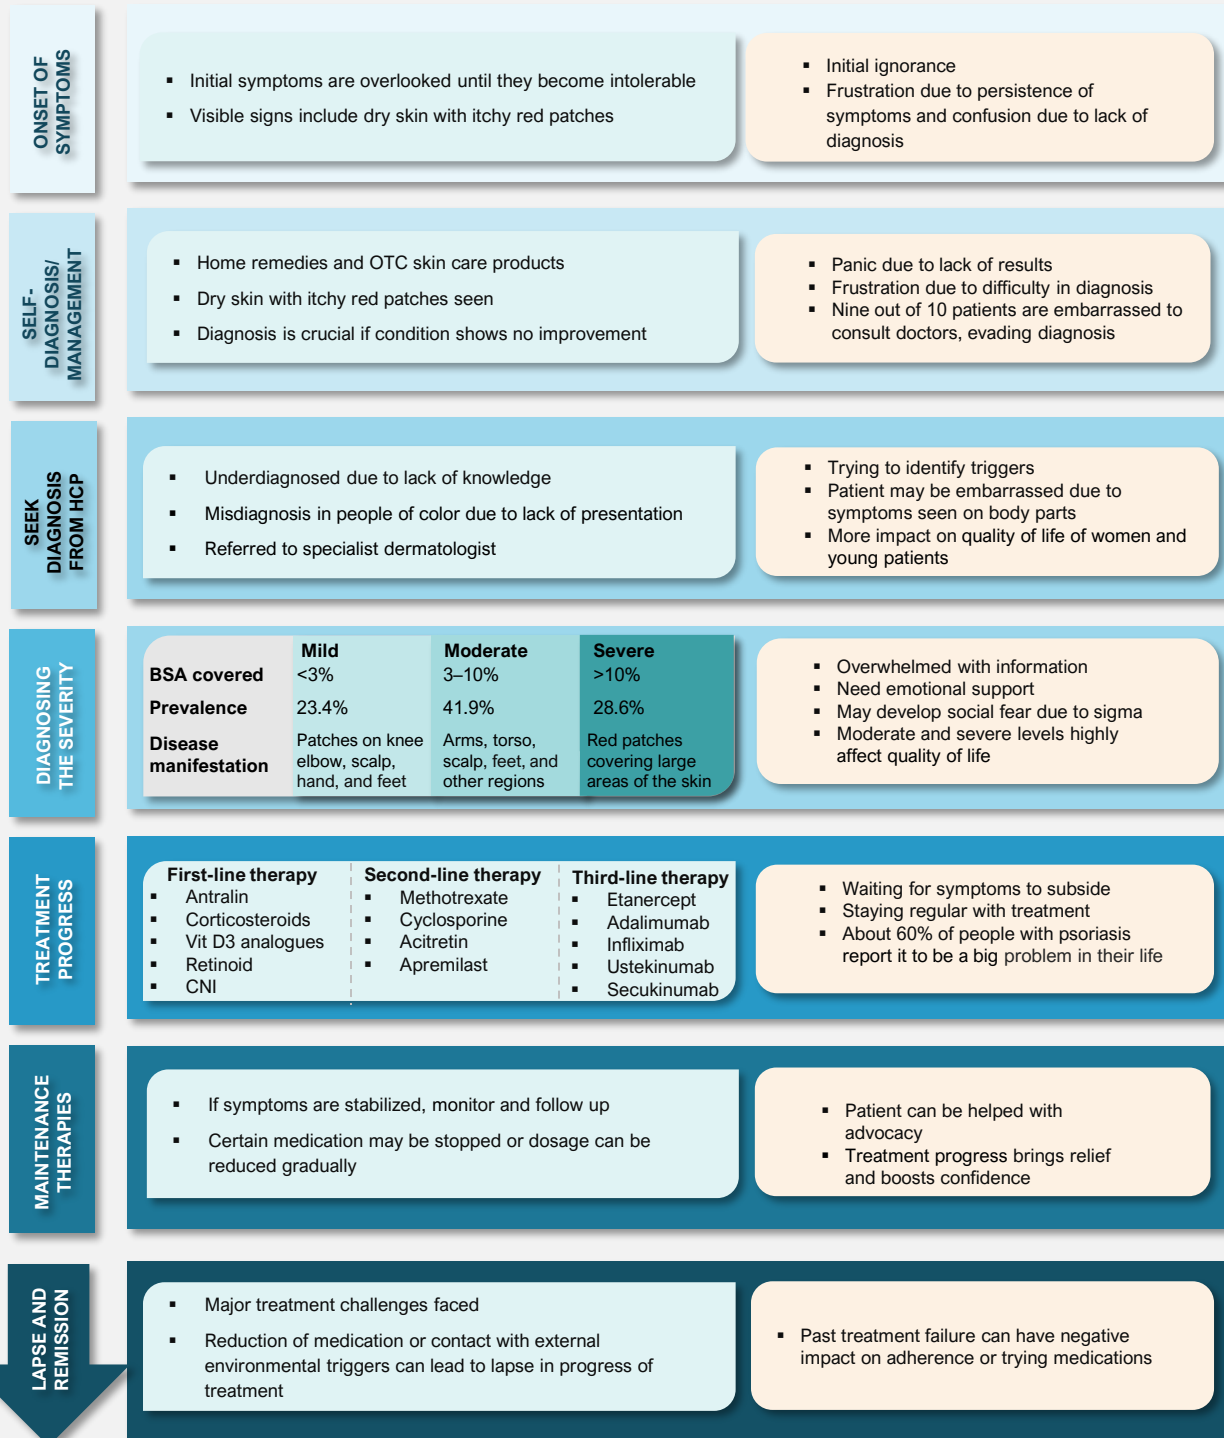 ONSET OF
SYMPTOMS
▪ Initial symptoms are overlooked until they become intolerable
▪ Visible signs include dry skin with itchy red patches
▪ Initial ignorance
▪ Frustration due to persistence of
symptoms and confusion due to lack of
diagnosis
SELF-
DIAGNOSIS/
MANAGEMENT
▪ Home remedies and OTC skin care products
▪ Dry skin with itchy red patches seen
▪ Diagnosis is crucial if condition shows no improvement
▪ Panic due to lack of results
▪ Frustration due to difficulty in diagnosis
▪ Nine out of 10 patients are embarrassed to
consult doctors, evading diagnosis
SEEK
DIAGNOSIS
FROM HCP
▪ Underdiagnosed due to lack of knowledge
▪ Misdiagnosis in people of color due to lack of presentation
▪ Referred to specialist dermatologist
▪ Trying to identify triggers
▪ Patient may be embarrassed due to
symptoms seen on body parts
▪ More impact on quality of life of women and
young patients
DIAGNOSING
THE SEVERITY
Mild Moderate Severe
BSA covered <3% 3–10% >10%
Prevalence 23.4% 41.9% 28.6%
Disease
manifestation
Patches on knee
elbow, scalp,
hand, and feet
Arms, torso,
scalp, feet, and
other regions
Red patches
covering large
areas of the skin
▪ Overwhelmed with information
▪ Need emotional support
▪ May develop social fear due to sigma
▪ Moderate and severe levels highly
affect quality of life
TREATMENT
PROGRESS
First-line therapy
▪ Antralin
▪ Corticosteroids
▪ Vit D3 analogues
▪ Retinoid
▪ CNI
Second-line therapy
▪ Methotrexate
▪ Cyclosporine
▪ Acitretin
▪ Apremilast
Third-line therapy
▪ Etanercept
▪ Adalimumab
▪ Infliximab
▪ Ustekinumab
▪ Secukinumab
▪ Waiting for symptoms to subside
▪ Staying regular with treatment
▪ About 60% of people with psoriasis
report it to be a big problem in their life
MAINTENANCE
THERAPIES
▪ If symptoms are stabilized, monitor and follow up
▪ Certain medication may be stopped or dosage can be
reduced gradually
▪ Patient can be helped with
advocacy
▪ Treatment progress brings relief
and boosts confidence
LAPSE AND
REMISSION
▪ Major treatment challenges faced
▪ Reduction of medication or contact with external
environmental triggers can lead to lapse in progress of
treatment
▪ Past treatment failure can have negative
impact on adherence or trying medications